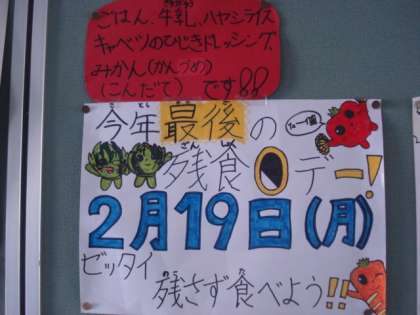 ごはん、牛乳、ハヤシライス
キャベツのひじきドレッシング、
みかん(かんづめ)
(こんだて) です!!
今年最後の
残食0デー!
2月19日(月)
ゼッタイ
残さず食べよう!!